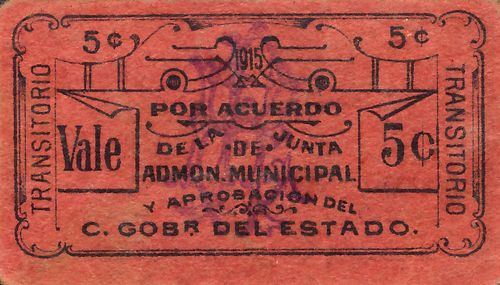 5¢ 5¢
1915
TRANSITORIO
POR ACUERDO
DE LA JUNTA
DE
Vale
5¢
ADMON. MUNICIPAL
Y APROBACION DEL
C. GOBR. DEL ESTADO.
TRANSITORIO